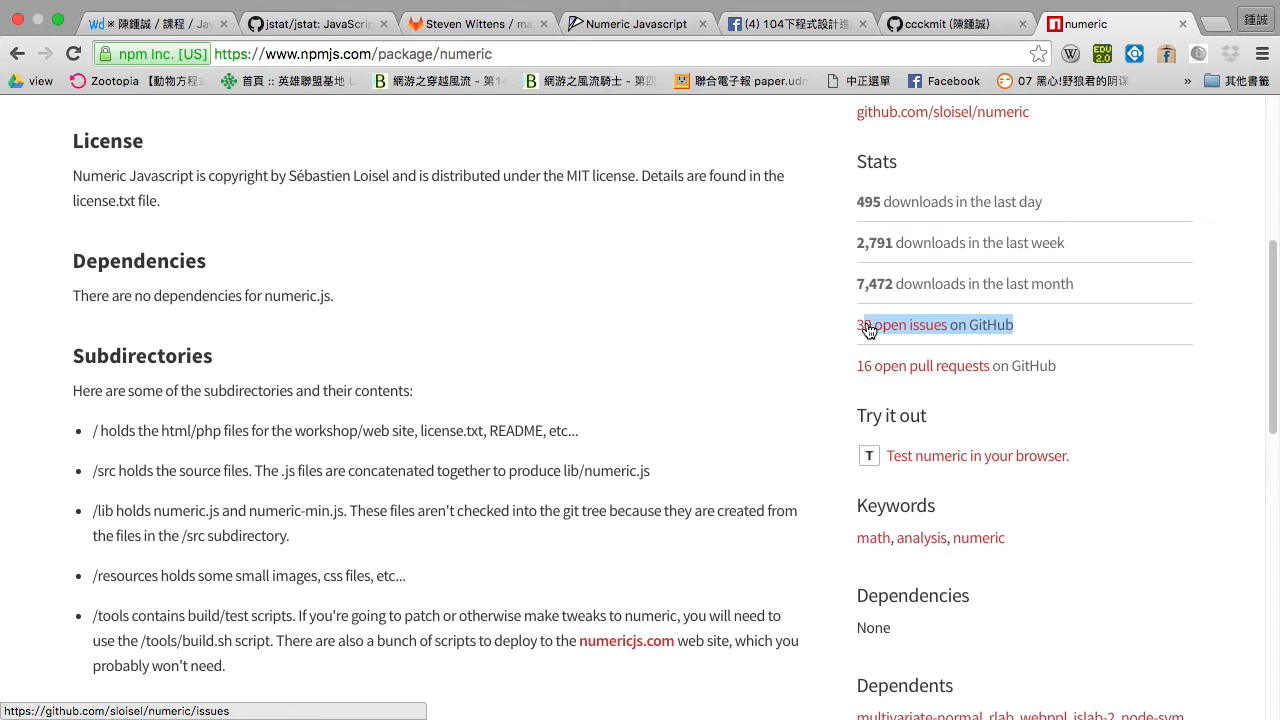 Wd ※ 陳鍾誠 / 課程 / Jav
jstat/jstat: JavaScrip
Steven Wittens / ma
Numeric Javascript
(4) 104下程式設計進
ccckmit (陳鍾誠)
numeric
鍾誠
npm Inc. [US]
https://www.npmjs.com/package/numeric
view
Zootopia 【動物方程
首頁 :: 英雄聯盟基地
網游之穿越風流 - 第14
網游之風流騎士 - 第四
聯合電子報 paper.udn
中正選單
Facebook
07 黑心!野狼君的阴谋
»
其他書籤
License
Numeric Javascript is copyright by Sébastien Loisel and is distributed under the MIT license. Details are found in the
license.txt file.
Dependencies
There are no dependencies for numeric.js.
Subdirectories
Here are some of the subdirectories and their contents:
• / holds the html/php files for the workshop/web site, license.txt, README, etc...
• /src holds the source files. The .js files are concatenated together to produce lib/numeric.js
• /lib holds numeric.js and numeric-min.js. These files aren't checked into the git tree because they are created from
the files in the /src subdirectory.
• /resources holds some small images, css files, etc...
• /tools contains build/test scripts. If you're going to patch or otherwise make tweaks to numeric, you will need to
use the /tools/build.sh script. There are also a bunch of scripts to deploy to the numericjs.com web site, which you
probably won't need.
github.com/sloisel/numeric
Stats
495 downloads in the last day
2,791 downloads in the last week
7,472 downloads in the last month
open issues on GitHub
16 open pull requests on GitHub
Try it out
T Test numeric in your browser.
Keywords
math, analysis, numeric
Dependencies
None
Dependents
multivariate-normal, rlab, webppl, islab-2, node-sym
https://github.com/sloisel/numeric/issues